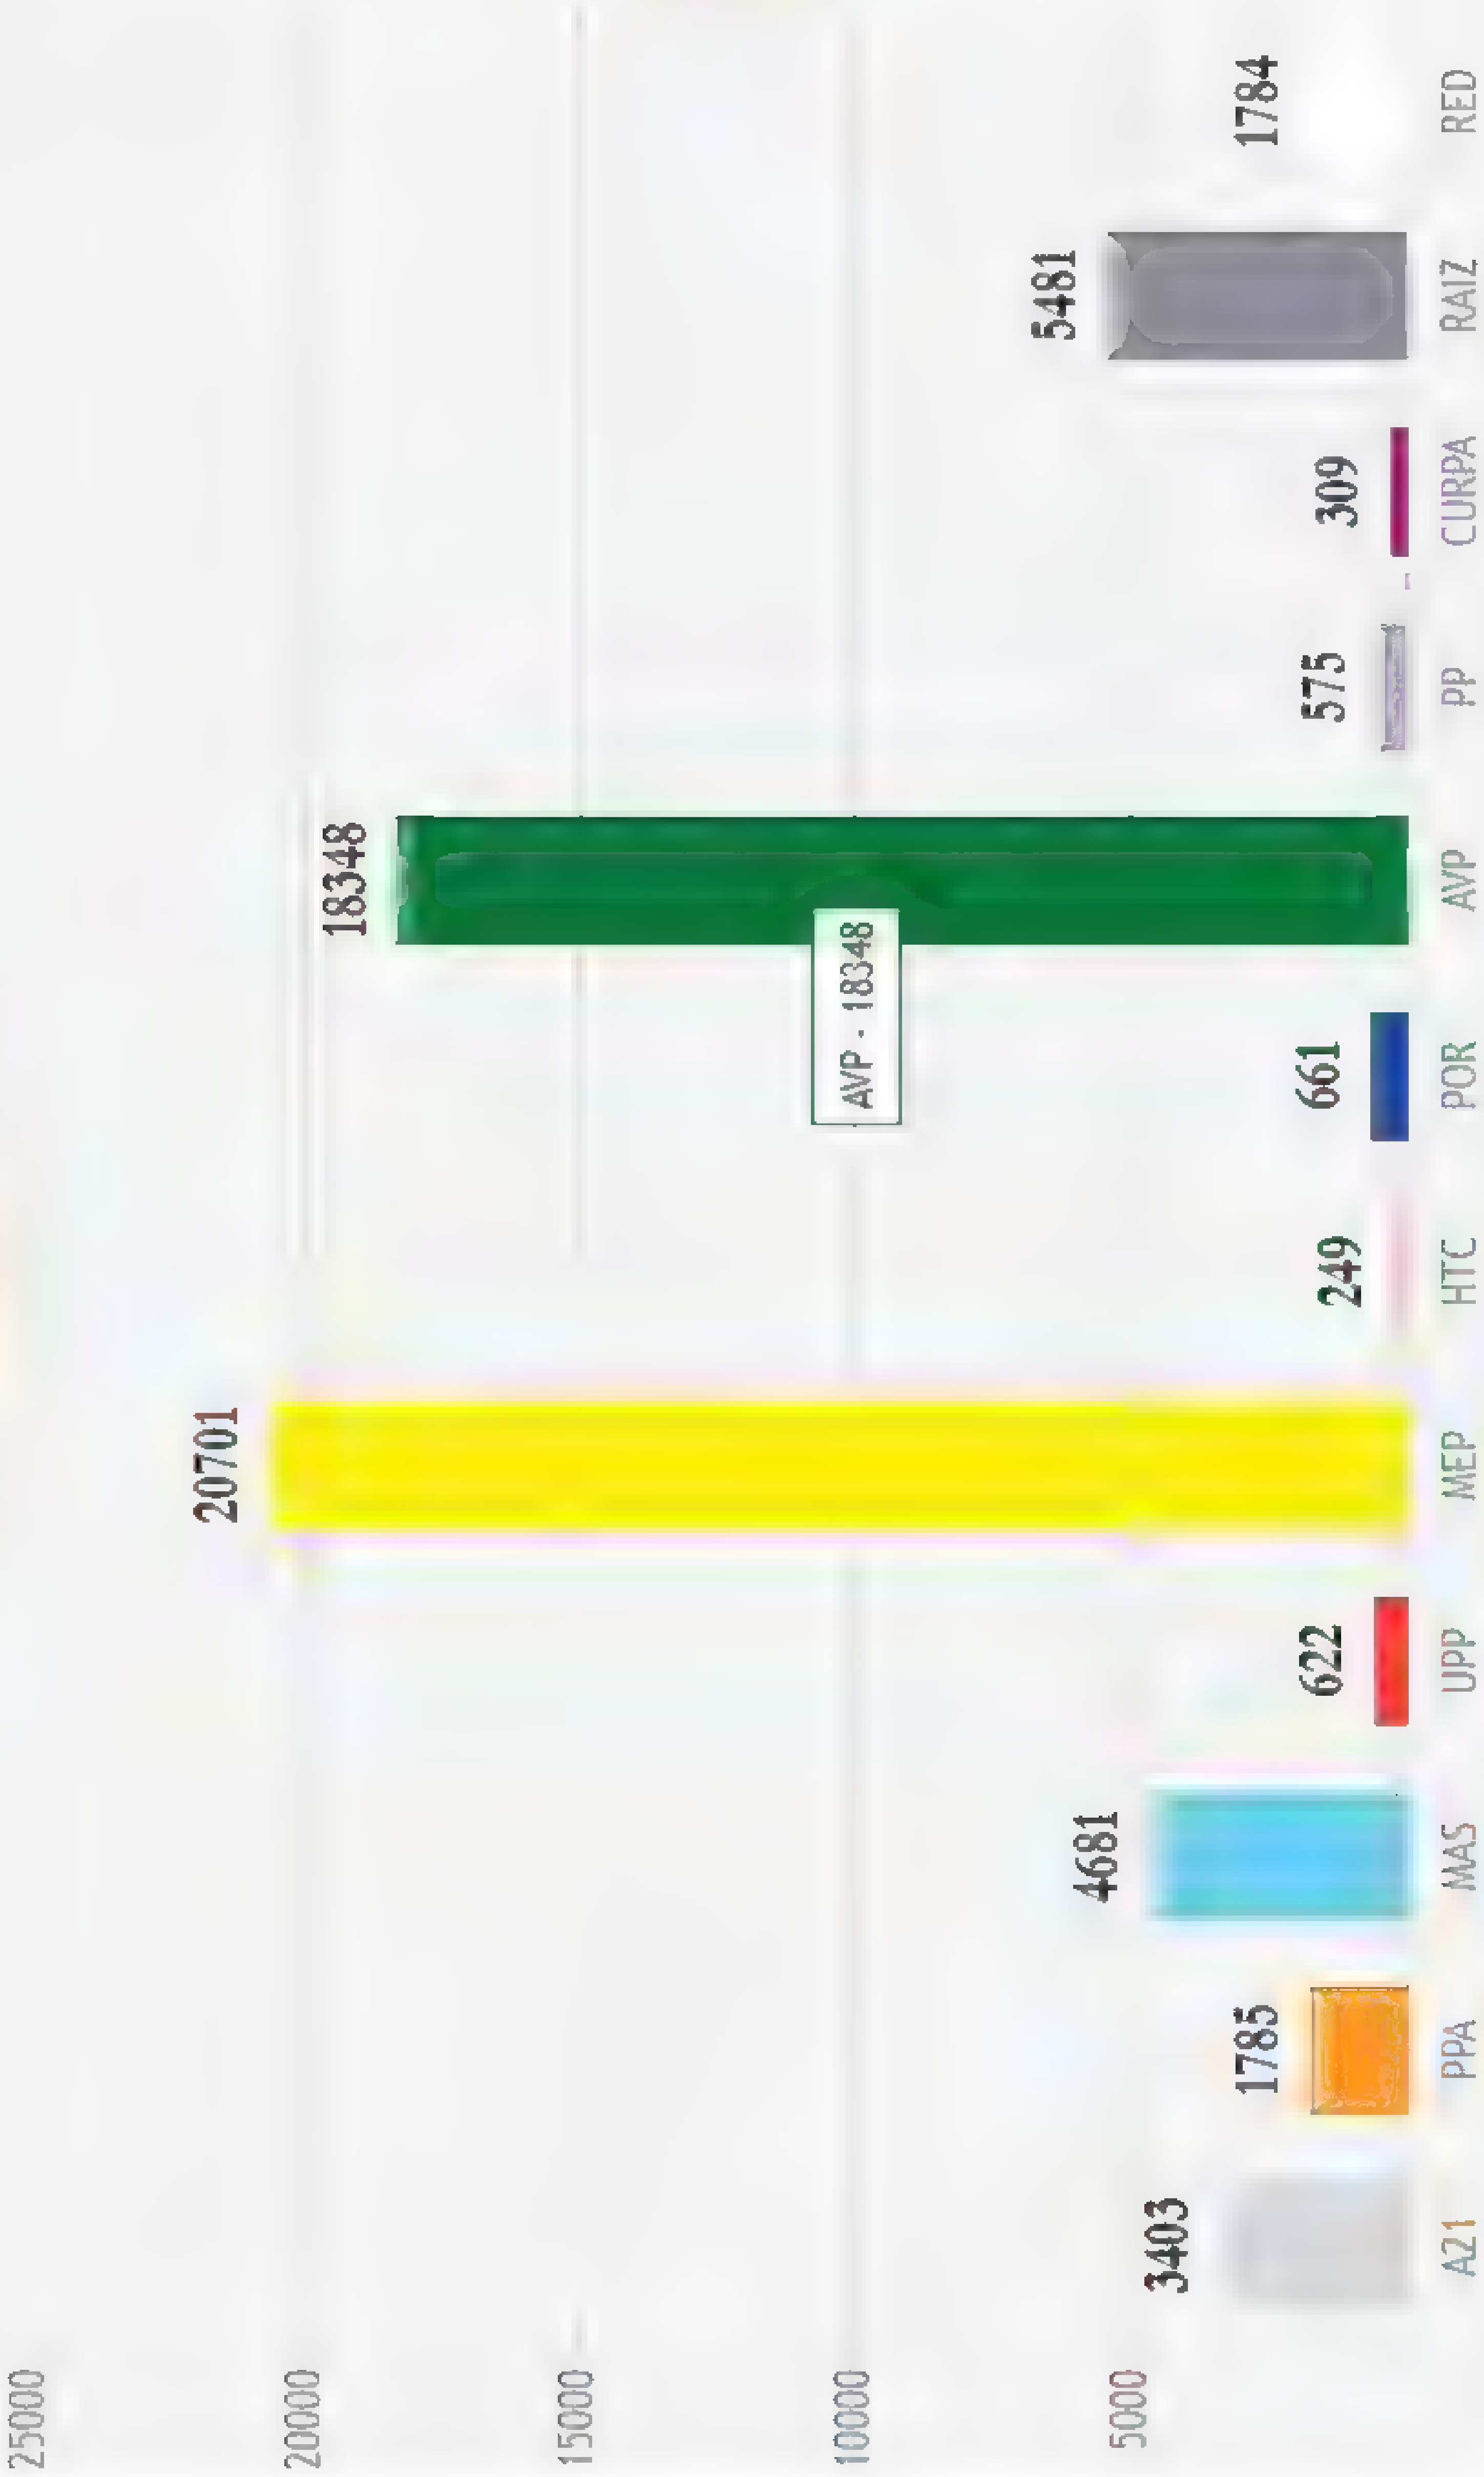 25000
20000
15000
10000
5000
3403
1785
4681
622
20701
249
661
18348
575
309
5481
1784
AVP - 18348
A21
PPA
MAS
UPP
MEP
HTC
POR
AVP
PP
CURPA
RAIZ
RED